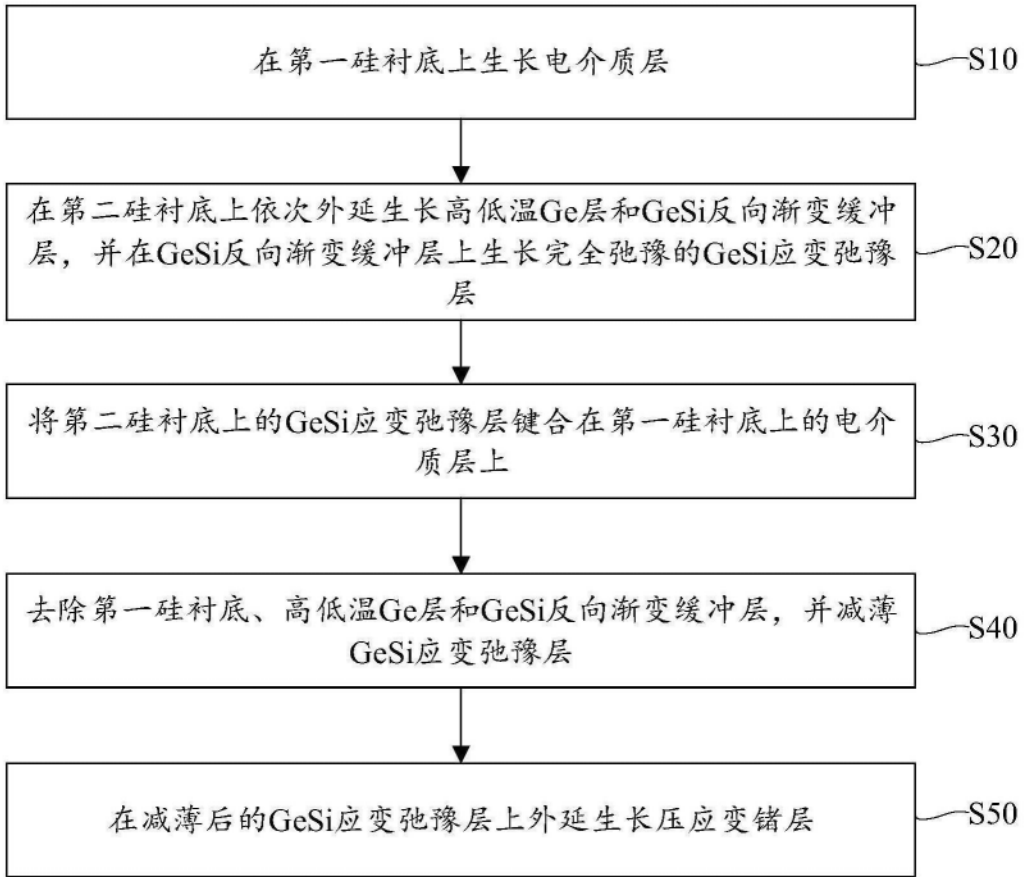 在第一硅衬底上生长电介质层
S10
在第二硅衬底上依次外延生长高低温Ge层和GeSi反向渐变缓冲
层，并在GeSi反向渐变缓冲层上生长完全弛豫的GeSi应变弛豫
层
S20
将第二硅衬底上的GeSi应变弛豫层键合在第一硅衬底上的电介
质层上
S30
去除第一硅衬底、高低温Ge层和GeSi反向渐变缓冲层，并减薄
GeSi应变弛豫层
S40
在减薄后的GeSi应变弛豫层上外延生长压应变锗层
S50